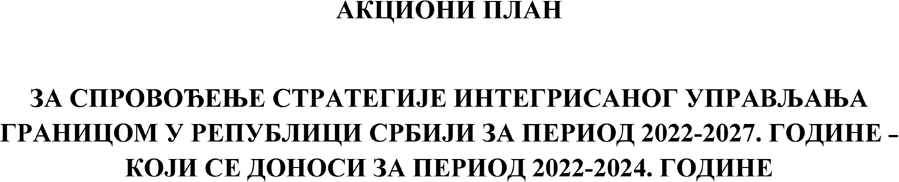 АКЦИОНИ ПЛАН
ЗА СПРОВОЂЕЊЕ СТРАТЕГИЈЕ ИНТЕГРИСАНОГ УПРАВЉАЊА
ГРАНИЦОМ У РЕПУБЛИЦИ СРБИЈИ ЗА ПЕРИОД 2022-2027. ГОДИНЕ –
КОЈИ СЕ ДОНОСИ ЗА ПЕРИОД 2022-2024. ГОДИНЕ